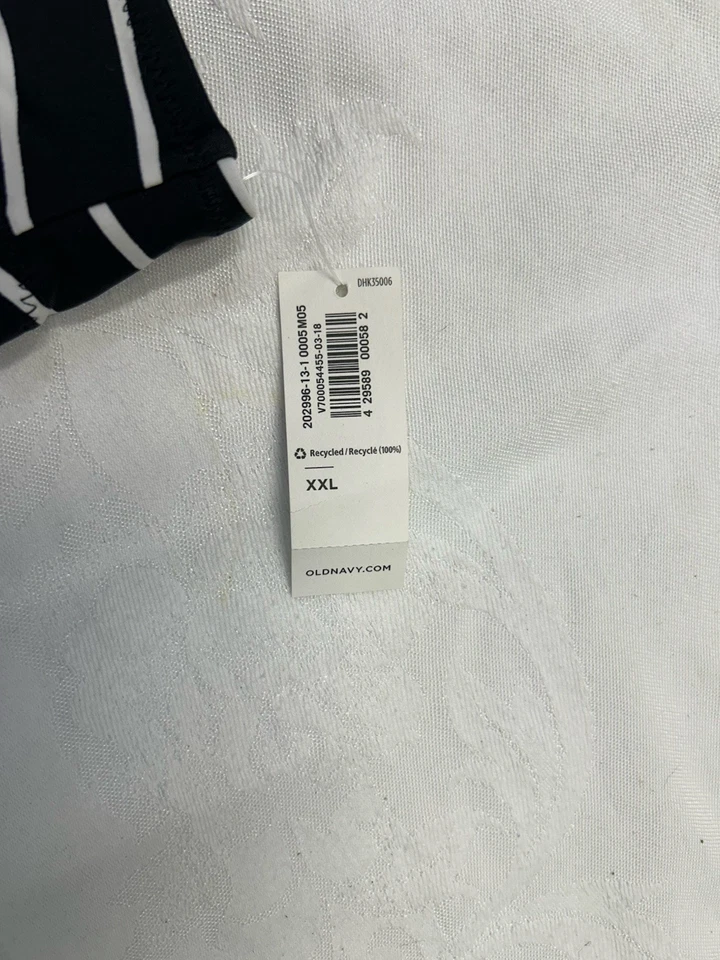 DHK35006
202996-13-1 0005 M05
V700054455-03-18
4 29589 00058 2
Recycled/Recyclé (100%)
XXL
OLDNAVY.COM